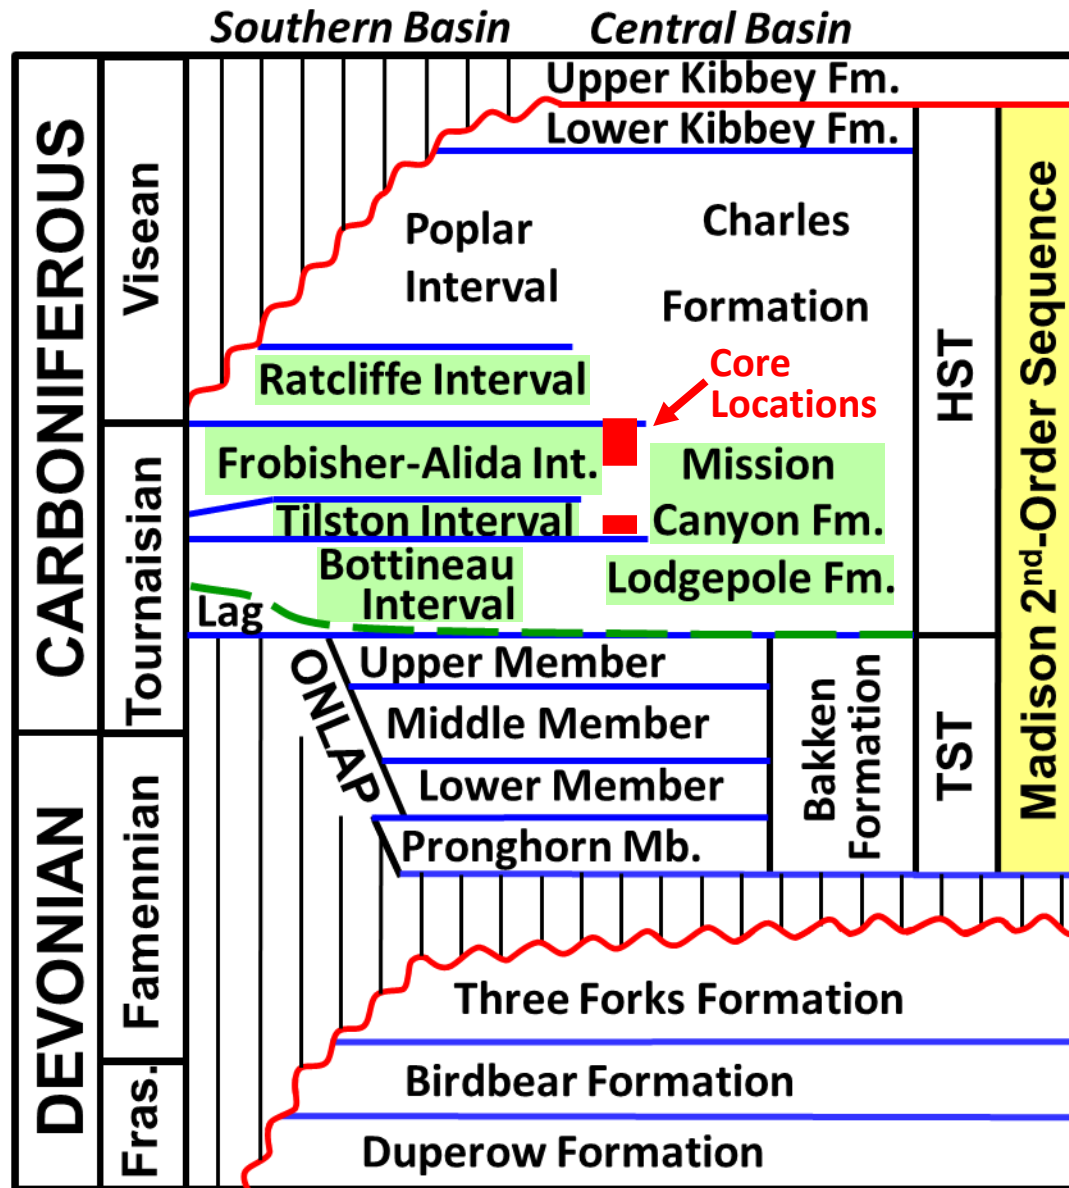 Southern Basin
Central Basin
CARBONIFEROUS
Visean
Upper Kibbey Fm.
Lower Kibbey Fm.
Poplar
Interval
Charles
Formation
Ratcliffe Interval
Core
Locations
Tournaisian
Frobisher-Alida Int.
Mission
Canyon Fm.
Tilston Interval
Bottineau
Interval
Lodgepole Fm.
Lag
HST
Madison 2nd-Order Sequence
ONLAP
Upper Member
Middle Member
Lower Member
Pronghorn Mb.
Bakken
Formation
TST
DEVONIAN
Famennian
Three Forks Formation
Fras.
Birdbear Formation
Duperow Formation